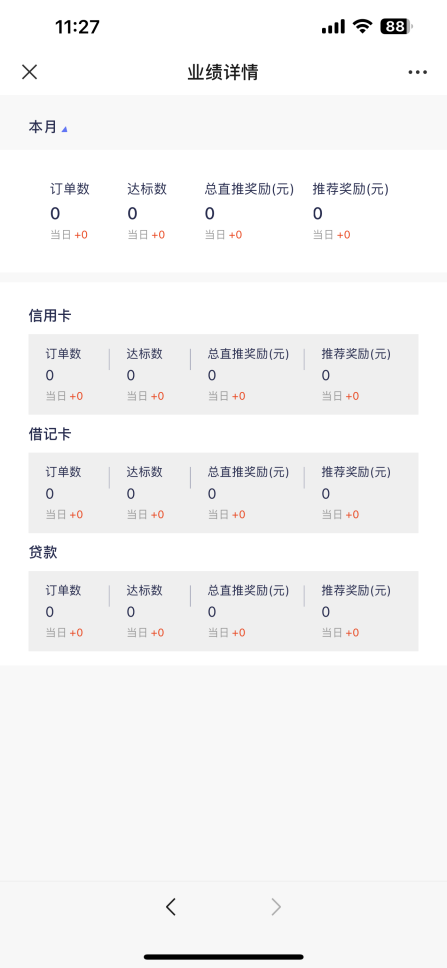 11:27 88
业绩详情
本月
订单数 达标数 总直推奖励(元) 推荐奖励(元)
0 0 0 0
当日 +0 当日 +0 当日 +0 当日 +0
信用卡
订单数 达标数 总直推奖励(元) 推荐奖励(元)
0 0 0 0
当日 +0 当日 +0 当日 +0 当日 +0
借记卡
订单数 达标数 总直推奖励(元) 推荐奖励(元)
0 0 0 0
当日 +0 当日 +0 当日 +0 当日 +0
贷款
订单数 达标数 总直推奖励(元) 推荐奖励(元)
0 0 0 0
当日 +0 当日 +0 当日 +0 当日 +0